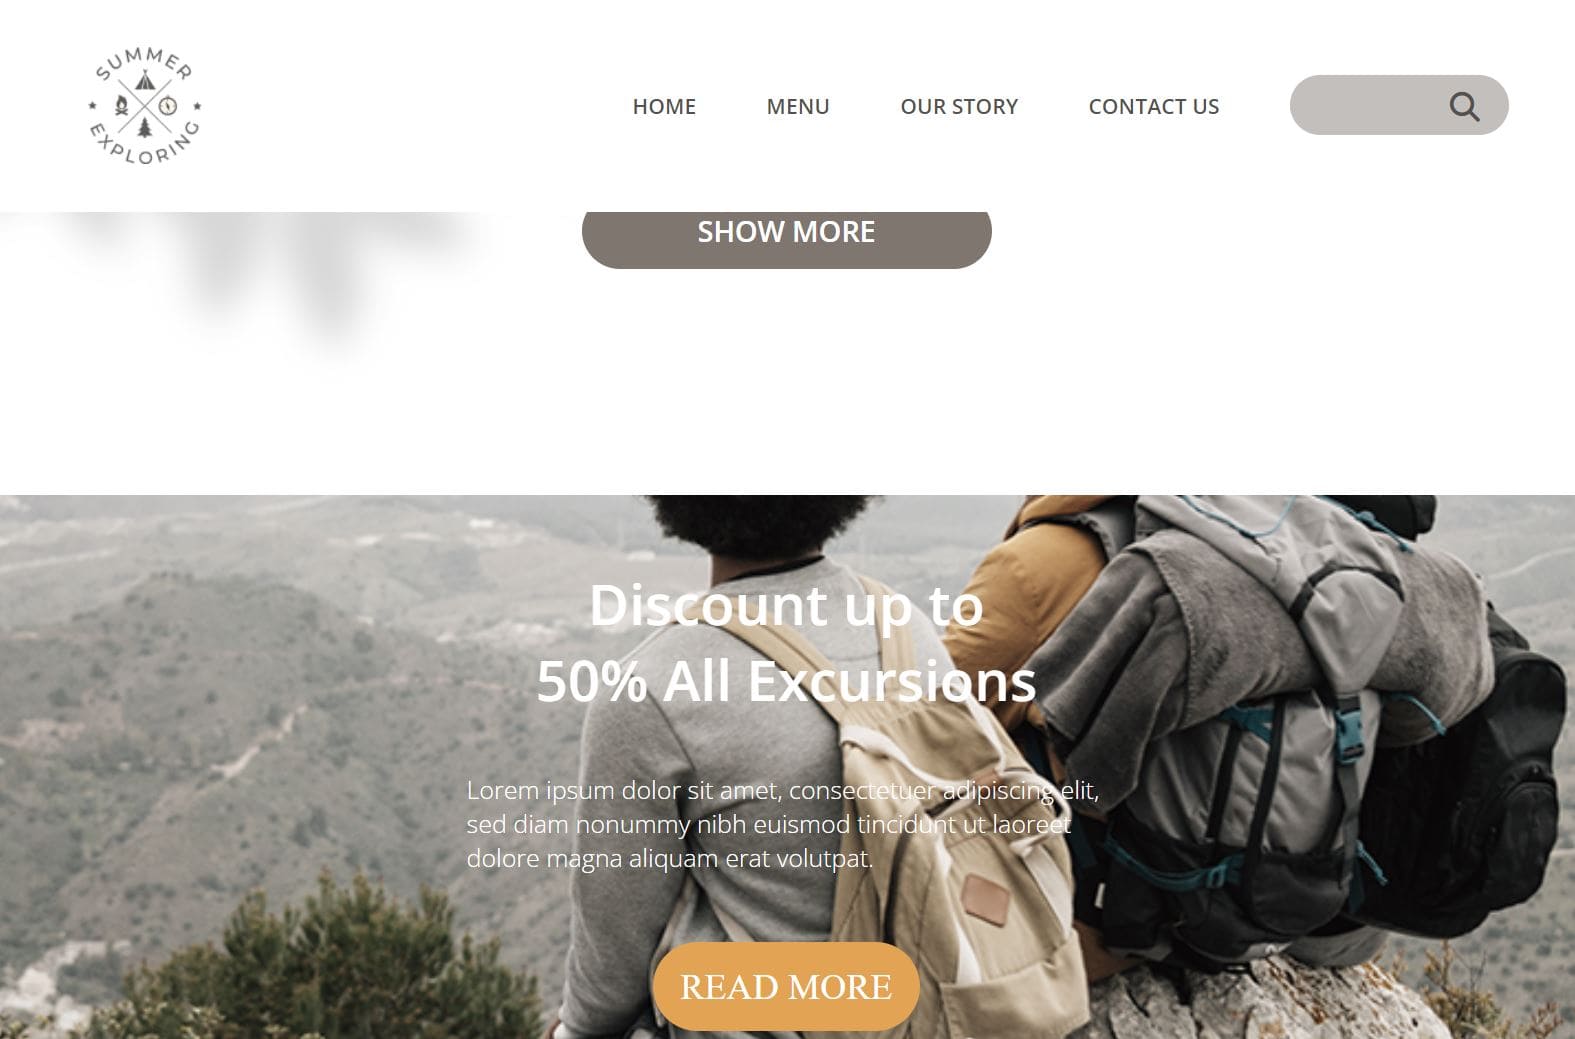 SUMMER
EXPLORING
HOME
MENU
OUR STORY
CONTACT US
SHOW MORE
Discount up to
50% All Excursions
Lorem ipsum dolor sit amet, consectetuer adipiscing elit,
sed diam nonummy nibh euismod tincidunt ut laoreet
dolore magna aliquam erat volutpat.
READ MORE